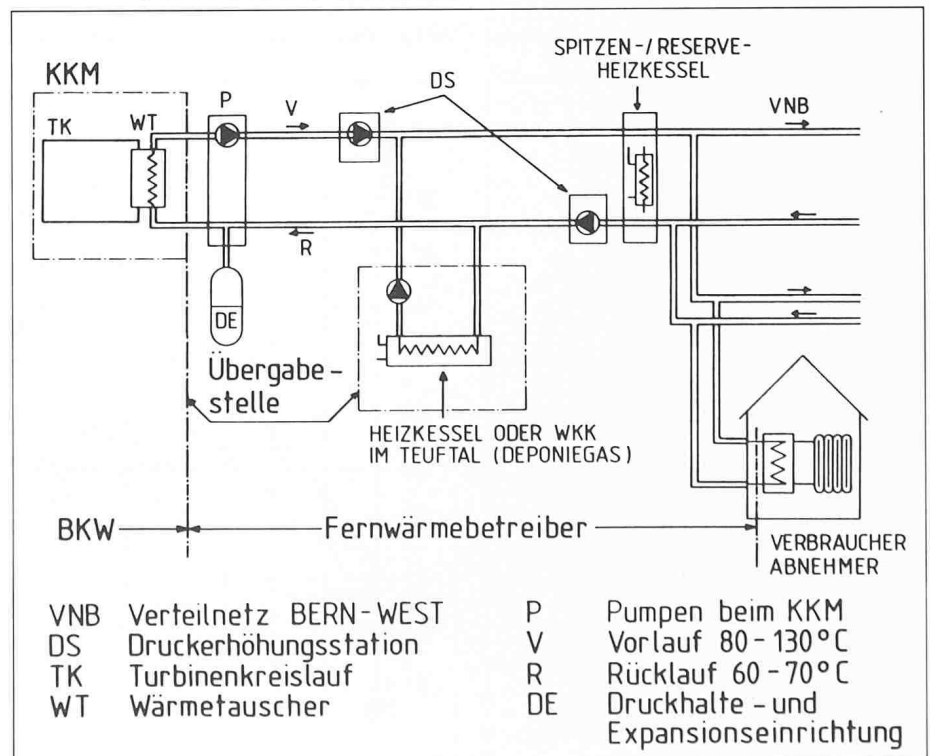 SPITZEN-/RESERVE-
HEIZKESSEL
KKM
P
V
DS
VNB
TK
WT
R
DE
Übergabe-
stelle
HEIZKESSEL ODER WKK
IM TEUFTAL (DEPONIEGAS)
BKW
Fernwärmebetreiber
VERBRAUCHER
ABNEHMER
VNB Verteilnetz BERN-WEST
DS Druckerhöhungsstation
TK Turbinenkreislauf
WT Wärmetauscher
P Pumpen beim KKM
V Vorlauf 80-130°C
R Rücklauf 60-70°C
DE Druckhalte- und
Expansionseinrichtung